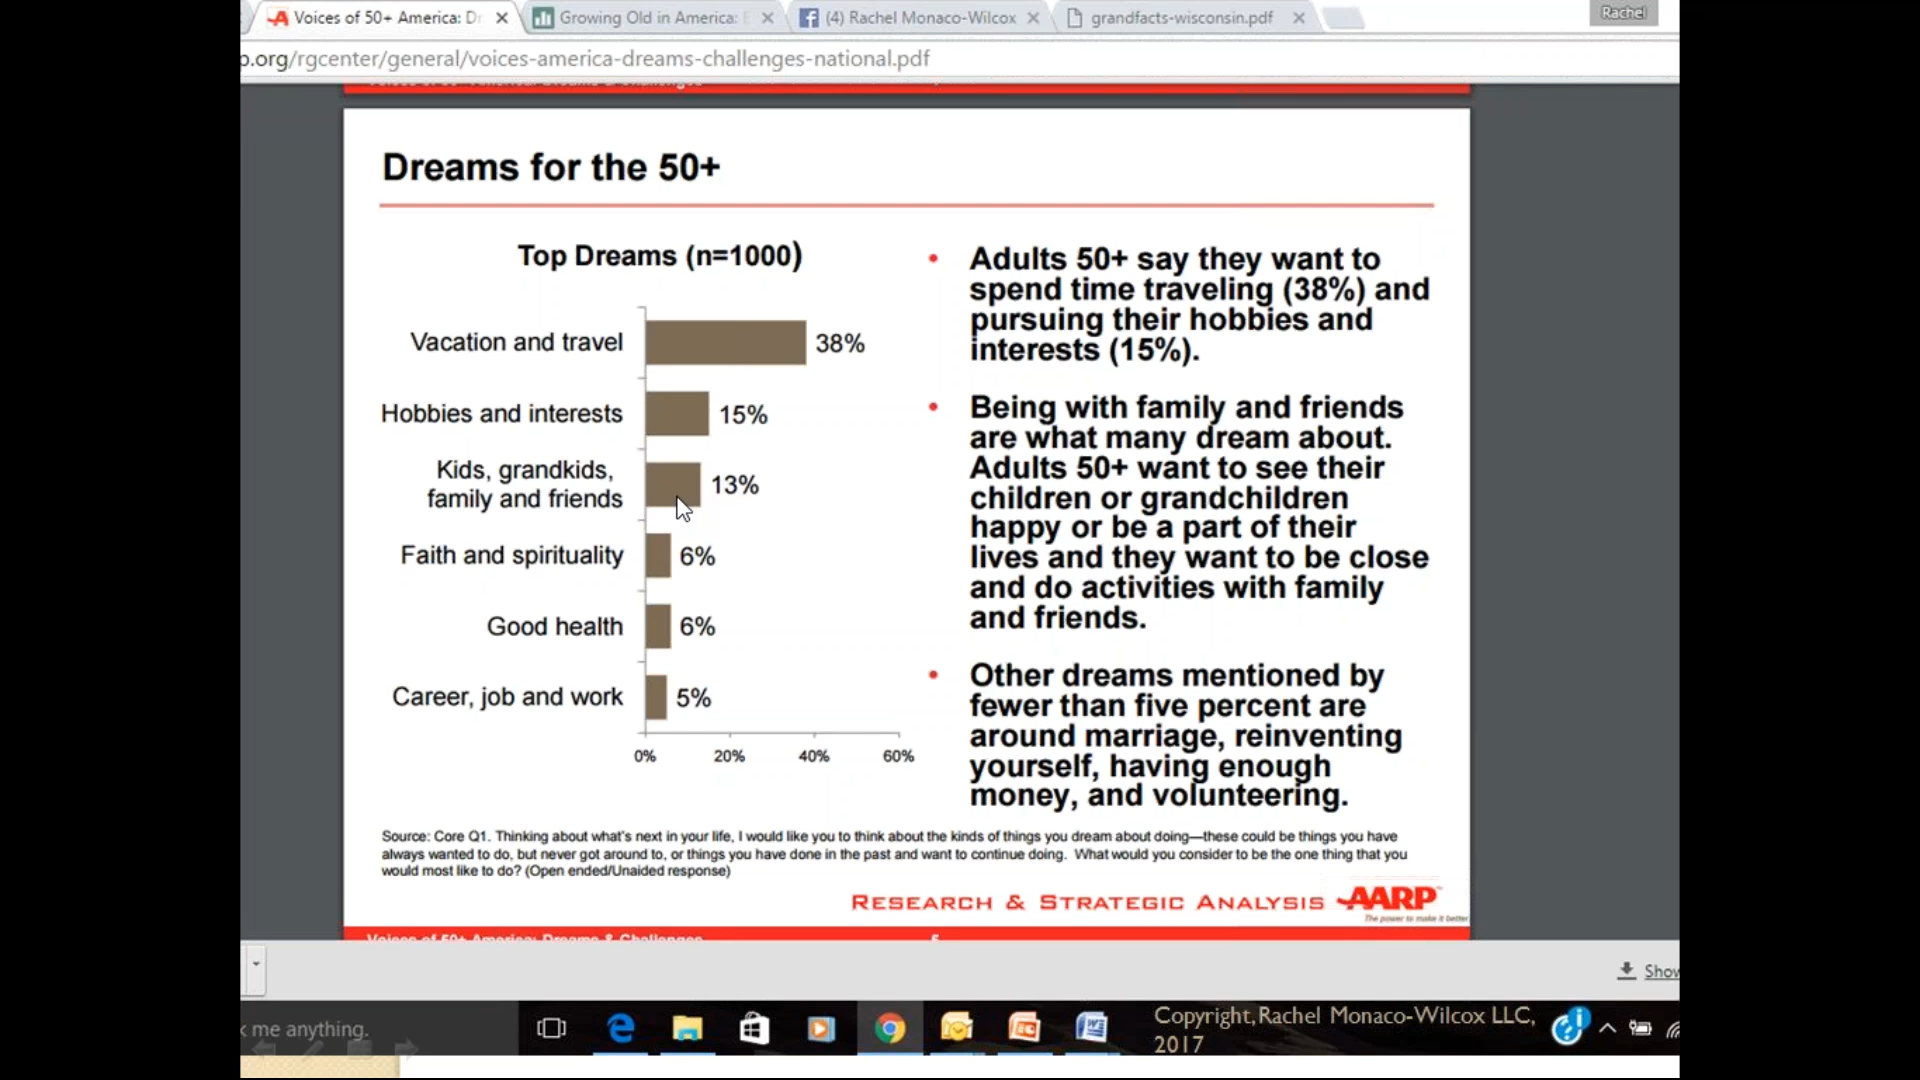 Voices of 50+ America: Dr
Growing Old in America:
(4) Rachel Monaco-Wilcox
grandfacts-wisconsin.pdf
Rachel
p.org/rgcenter/general/voices-america-dreams-challenges-national.pdf
Dreams for the 50+
Top Dreams (n=1000)
Vacation and travel 38%
Hobbies and interests 15%
Kids, grandkids,
family and friends 13%
Faith and spirituality 6%
Good health 6%
Career, job and work 5%
0% 20% 40% 60%
• Adults 50+ say they want to
spend time traveling (38%) and
pursuing their hobbies and
interests (15%).
• Being with family and friends
are what many dream about.
Adults 50+ want to see their
children or grandchildren
happy or be a part of their
lives and they want to be close
and do activities with family
and friends.
• Other dreams mentioned by
fewer than five percent are
around marriage, reinventing
yourself, having enough
money, and volunteering.
Source: Core Q1. Thinking about what's next in your life, I would like you to think about the kinds of things you dream about doing—these could be things you have
always wanted to do, but never got around to, or things you have done in the past and want to continue doing. What would you consider to be the one thing that you
would most like to do? (Open ended/Unaided response)
RESEARCH & STRATEGIC ANALYSIS AARP
The power to make it better
Voices of 50+ America: Dreams & Challenges 5
Show
k me anything.
Copyright, Rachel Monaco-Wilcox LLC,
2017